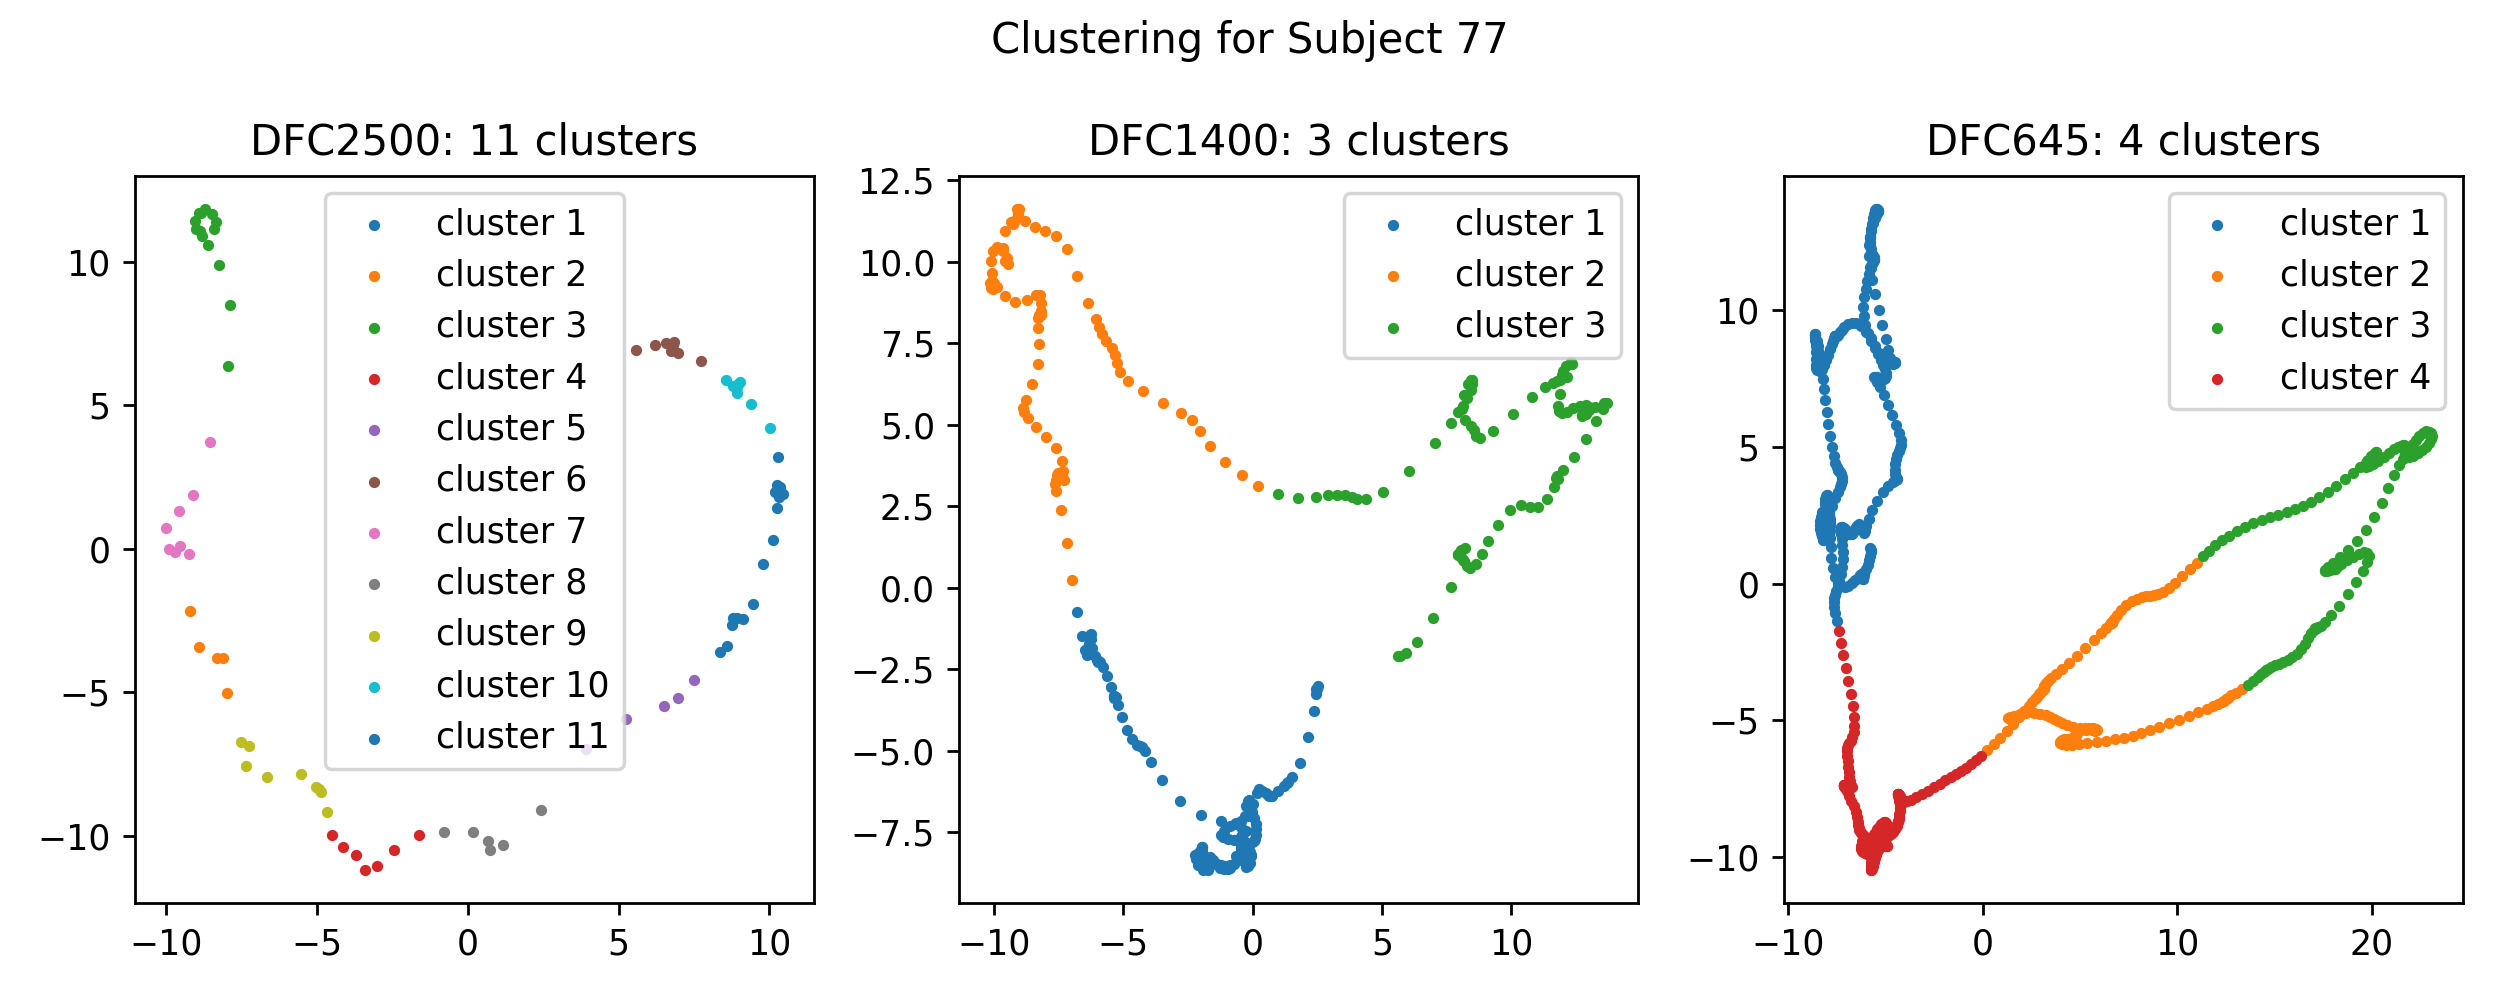 Clustering for Subject 77
DFC2500: 11 clusters
cluster 1
cluster 2
cluster 3
cluster 4
cluster 5
cluster 6
cluster 7
cluster 8
cluster 9
cluster 10
cluster 11
10
5
0
−5
−10
−10 −5 0 5 10
DFC1400: 3 clusters
cluster 1
cluster 2
cluster 3
12.5
10.0
7.5
5.0
2.5
0.0
−2.5
−5.0
−7.5
−10 −5 0 5 10
DFC645: 4 clusters
cluster 1
cluster 2
cluster 3
cluster 4
10
5
0
−5
−10
−10 0 10 20